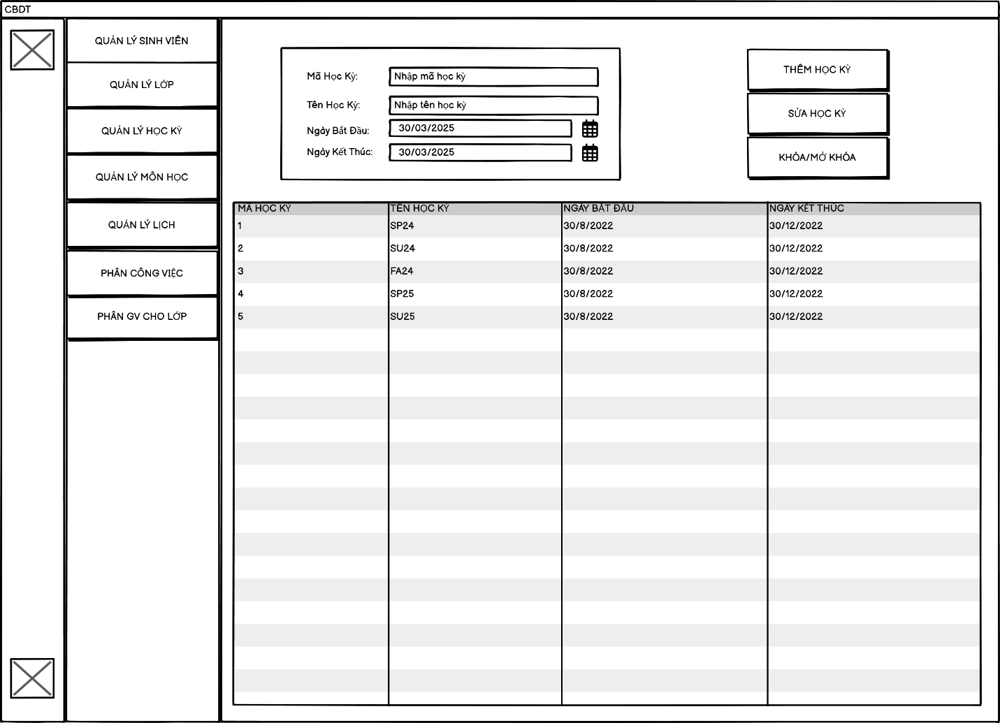 CBDT
QUẢN LÝ SINH VIÊN
QUẢN LÝ LỚP
QUẢN LÝ HỌC KỲ
QUẢN LÝ MÔN HỌC
QUẢN LÝ LỊCH
PHÂN CÔNG VIỆC
PHÂN GV CHO LỚP
Mã Học Kỳ: Nhập mã học kỳ
Tên Học Kỳ: Nhập tên học kỳ
Ngày Bắt Đầu: 30/03/2025
Ngày Kết Thúc: 30/03/2025
THÊM HỌC KỲ
SỬA HỌC KỲ
KHÓA/MỞ KHÓA
MÃ HỌC KỲ TÊN HỌC KỲ NGÀY BẮT ĐẦU NGÀY KẾT THÚC
1 SP24 30/8/2022 30/12/2022
2 SU24 30/8/2022 30/12/2022
3 FA24 30/8/2022 30/12/2022
4 SP25 30/8/2022 30/12/2022
5 SU25 30/8/2022 30/12/2022